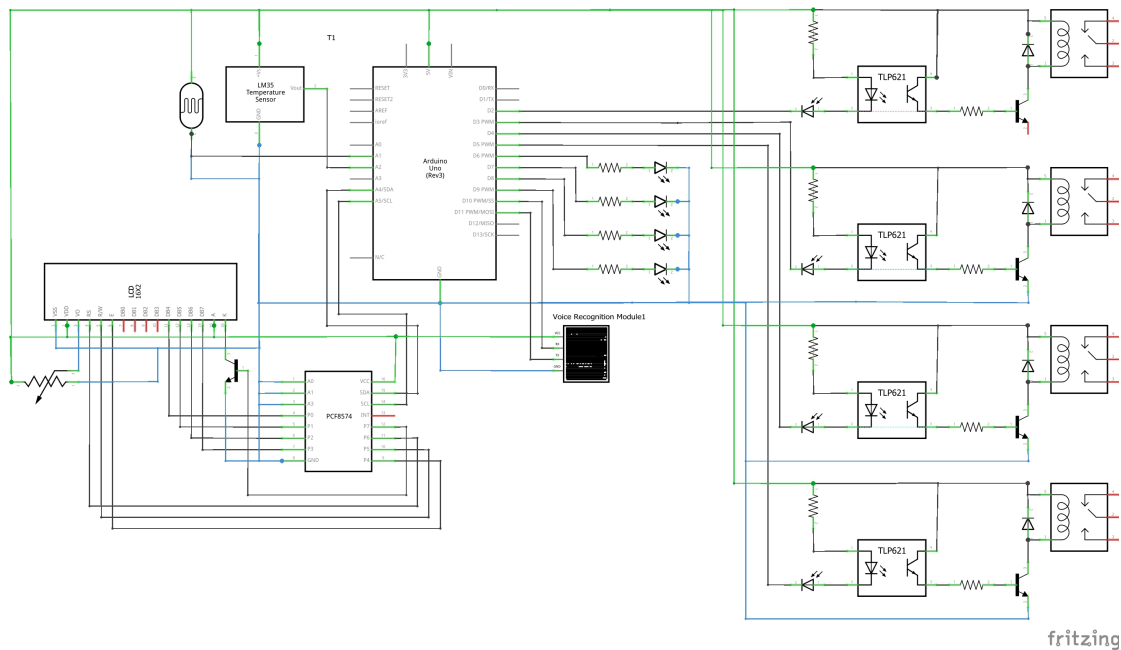 T1
LM35
Temperature
Sensor
+VS
Vout
GND
3V3
5V
VIN
RESET
RESET2
AREF
ioref
A0
A1
A2
A3
A4/SDA
A5/SCL
N/C
Arduino
Uno
(Rev3)
D0/RX
D1/TX
D2
D3 PWM
D4
D5 PWM
D6 PWM
D7
D8
D9 PWM
D10 PWM/SS
D11 PWM/MOSI
D12/MISO
D13/SCK
GND
TLP621
TLP621
TLP621
TLP621
LCD
16X2
VSS
VDD
VO
RS
R/W
E
DB0
DB1
DB2
DB3
DB4
DB5
DB6
DB7
A
K
Voice Recognition Module1
GND
PCF8574
A0
A1
A3
P0
P1
P2
P3
GND
VCC
SDA
SCL
INT
P7
P6
P5
P4
fritzing